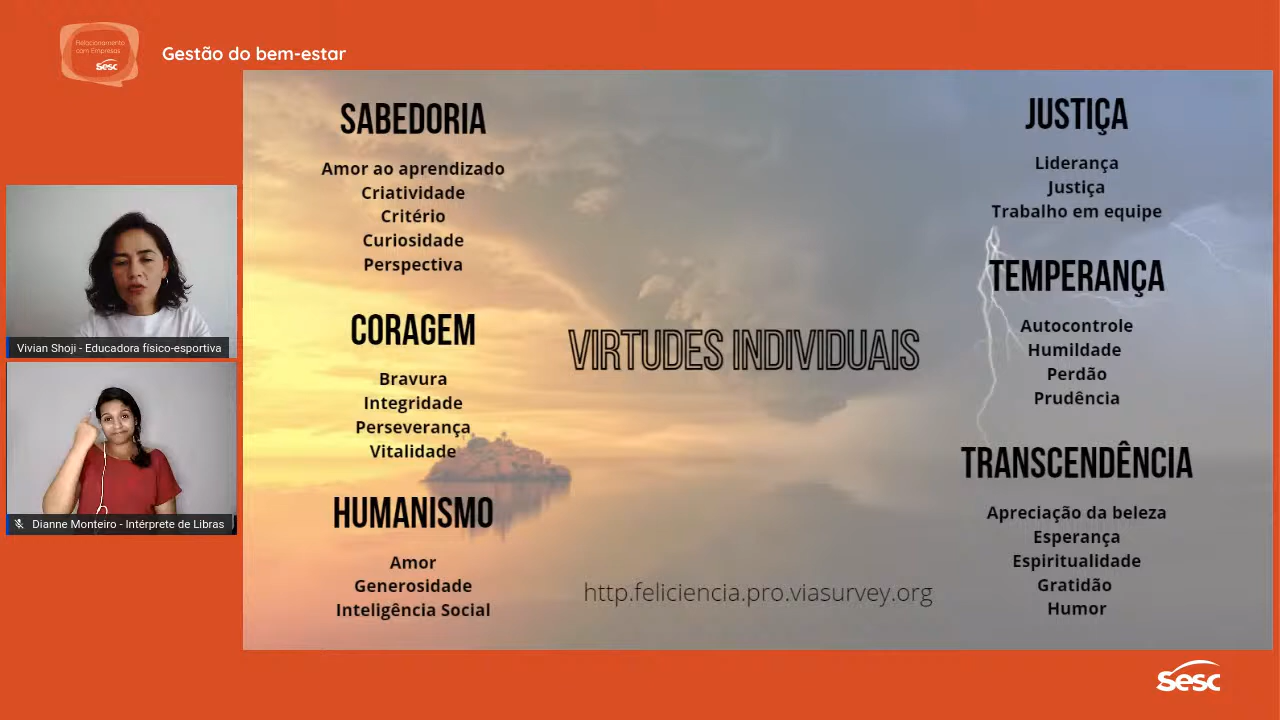 Relacionamento
com Empresas
Sesc
Gestão do bem-estar
Vivian Shoji - Educadora físico-esportiva
Dianne Monteiro - Intérprete de Libras
SABEDORIA
Amor ao aprendizado
Criatividade
Critério
Curiosidade
Perspectiva
CORAGEM
Bravura
Integridade
Perseverança
Vitalidade
HUMANISMO
Amor
Generosidade
Inteligência Social
VIRTUDES INDIVIDUAIS
http.feliciencia.pro.viasurvey.org
JUSTIÇA
Liderança
Justiça
Trabalho em equipe
TEMPERANÇA
Autocontrole
Humildade
Perdão
Prudência
TRANSCENDÊNCIA
Apreciação da beleza
Esperança
Espiritualidade
Gratidão
Humor
Sesc